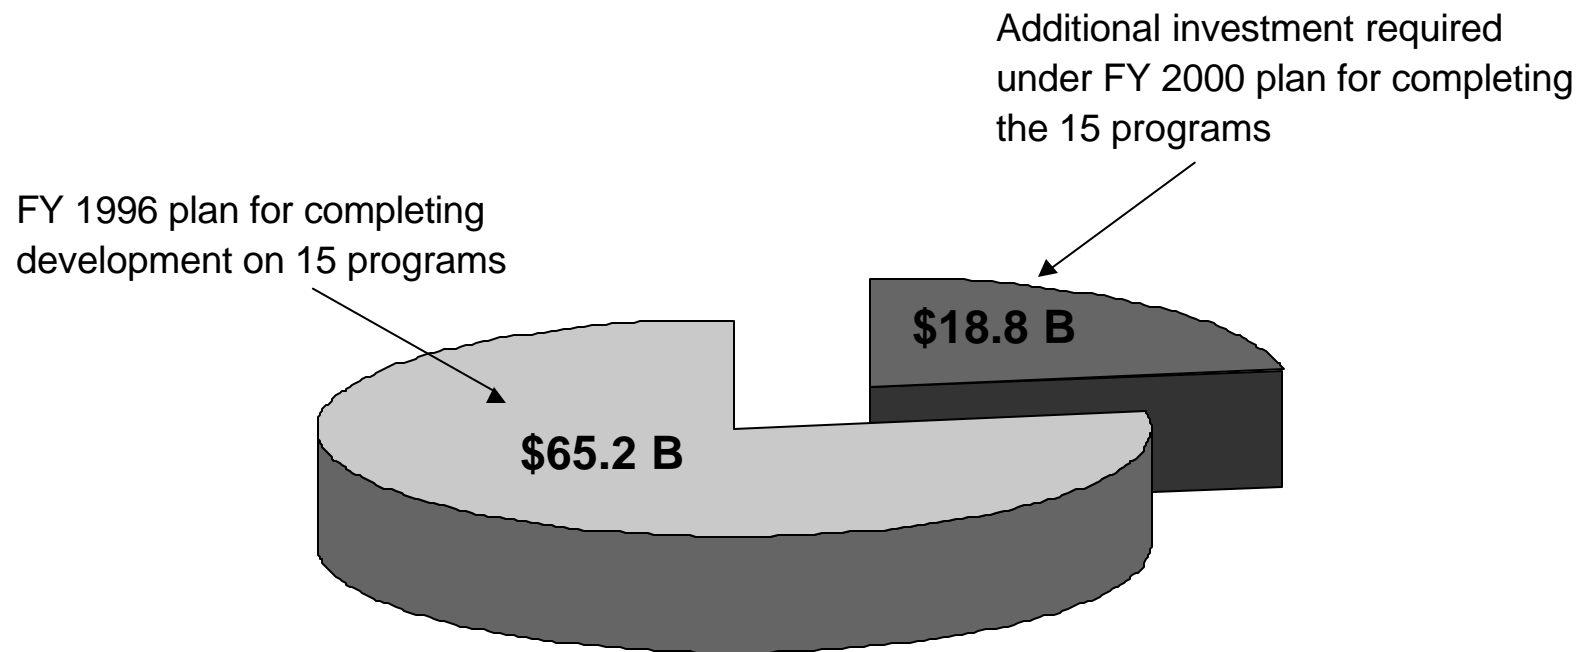 Additional investment required
under FY 2000 plan for completing
the 15 programs
FY 1996 plan for completing
development on 15 programs
$18.8 B
$65.2 B